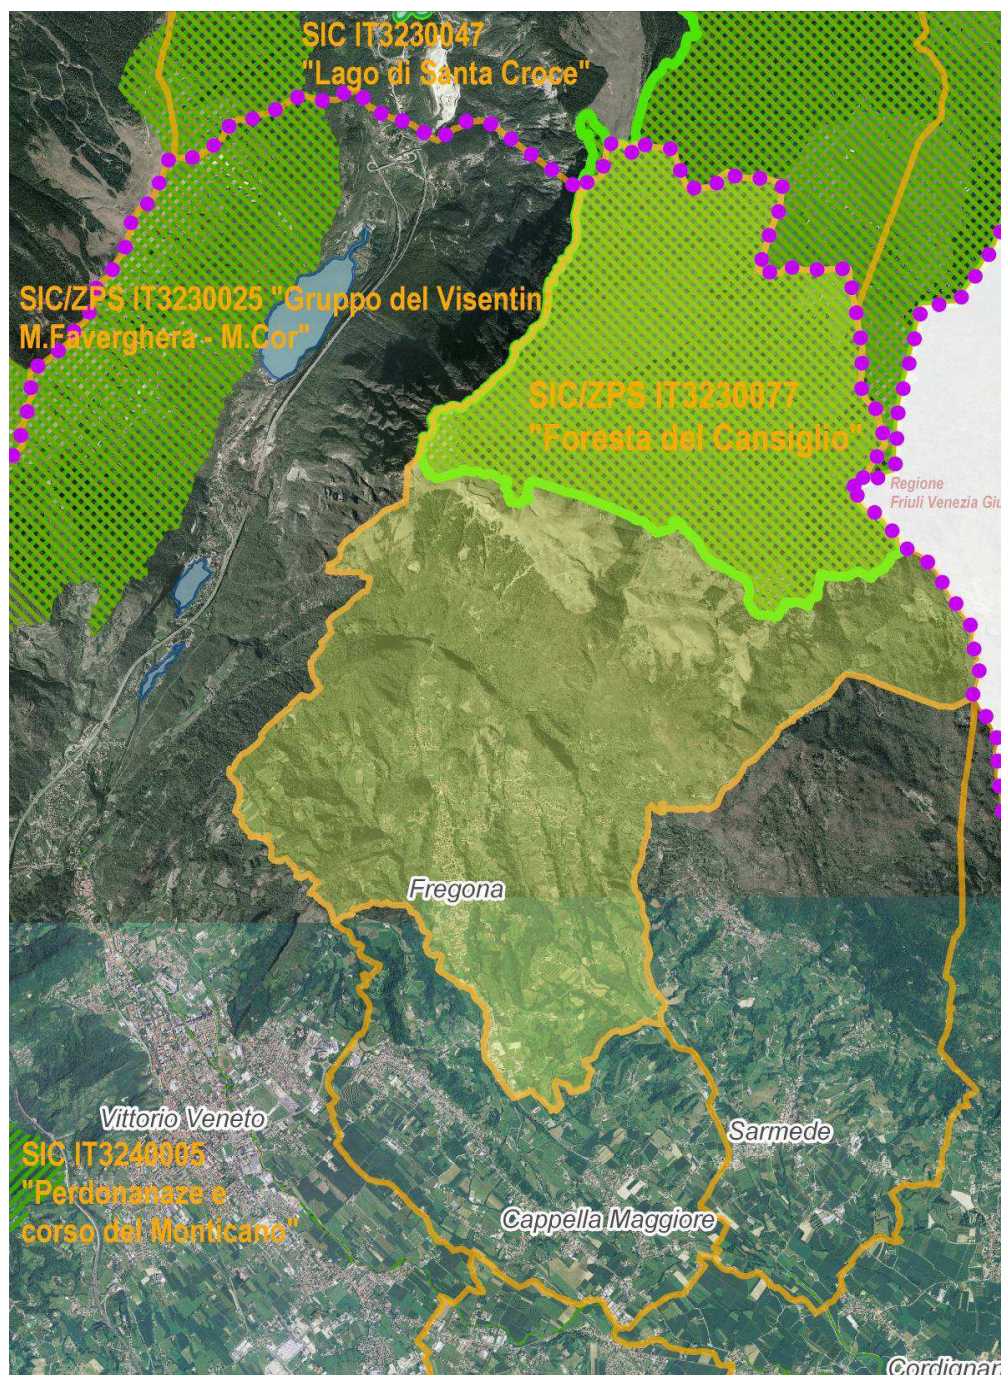 SIC IT3230047
"Lago di Santa Croce"
SIC/ZPS IT3230025 "Gruppo del Visentin
M.Faverghera - M.Cor"
SIC/ZPS IT3230077
"Foresta del Cansiglio"
Regione
Friuli Venezia Giu
Fregona
Vittorio Veneto
Sarmede
SIC IT3240005
"Perdonanaze e
corso del Monticano"
Cappella Maggiore
Cordignan